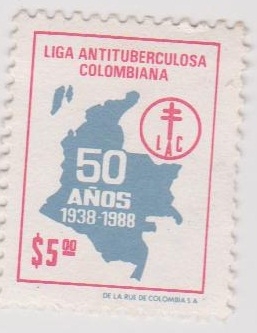 LIGA ANTITUBERCULOSA
COLOMBIANA
LAC
50
AÑOS
1938-1988
$5.00
DE LA RUE DE COLOMBIA S.A.